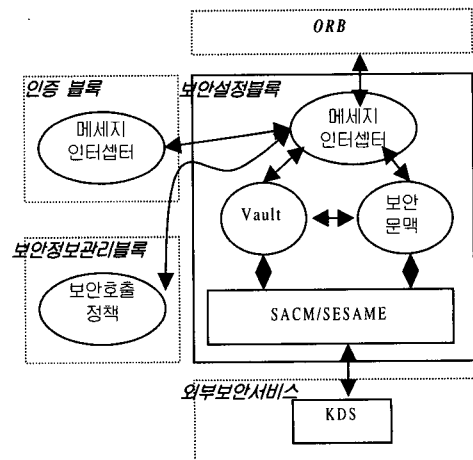 ORB
인증 블록
보안설정블록
메세지
인터셉터
메세지
인터셉터
Vault
보안
문맥
보안정보관리블록
보안호출
정책
SACM/SESAME
외부보안서비스
KDS